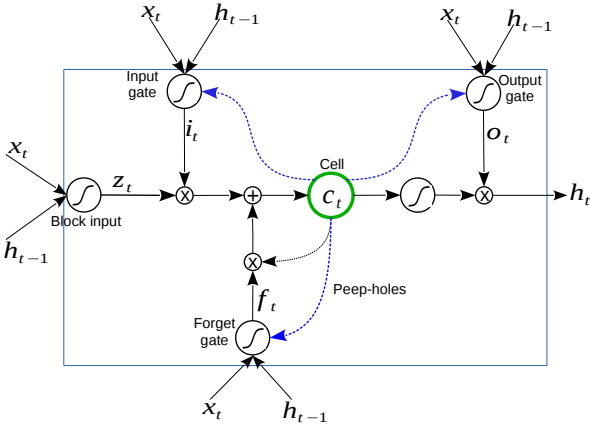 x_t
h_{t−1}
x_t
h_{t−1}
Input
gate
Output
gate
i_t
o_t
x_t
Cell
z_t
x
+
c_t
x
h_t
Block input
h_{t−1}
x
Peep-holes
f_t
Forget
gate
x_t
h_{t−1}